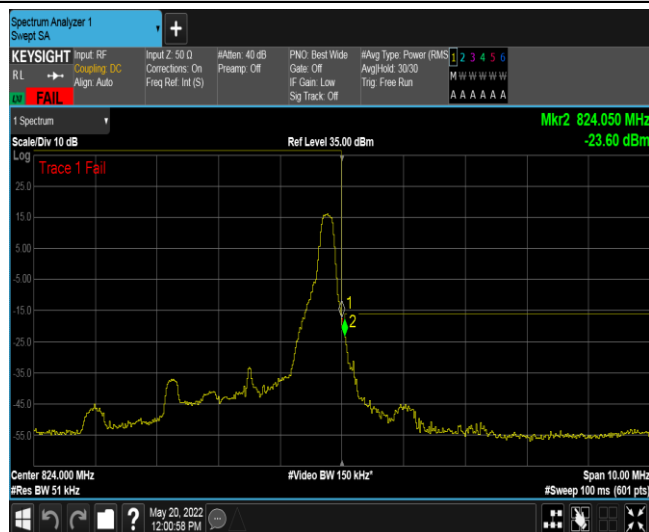 Spectrum Analyzer 1
Swept SA
+
KEYSIGHT Input: RF Input Z: 50 Ω #Atten: 40 dB PNO: Best Wide #Avg Type: Power (RMS 1 2 3 4 5 6
RL Coupling: DC Corrections: On Preamp: Off Gate: Off Avg|Hold: 30/30 M W W W W W
Align: Auto Freq Ref: Int (S) IF Gain: Low Trig: Free Run
LXI FAIL Sig Track: Off A A A A A A
1 Spectrum
Mkr2 824.050 MHz
Scale/Div 10 dB Ref Level 35.00 dBm -23.60 dBm
Log
Trace 1 Fail
25.0
15.0
5.00
-5.00
-15.0
1
2
-25.0
-35.0
-45.0
-55.0
Center 824.000 MHz #Video BW 150 kHz* Span 10.00 MHz
#Res BW 51 kHz #Sweep 100 ms (601 pts)
? May 20, 2022
12:00:58 PM